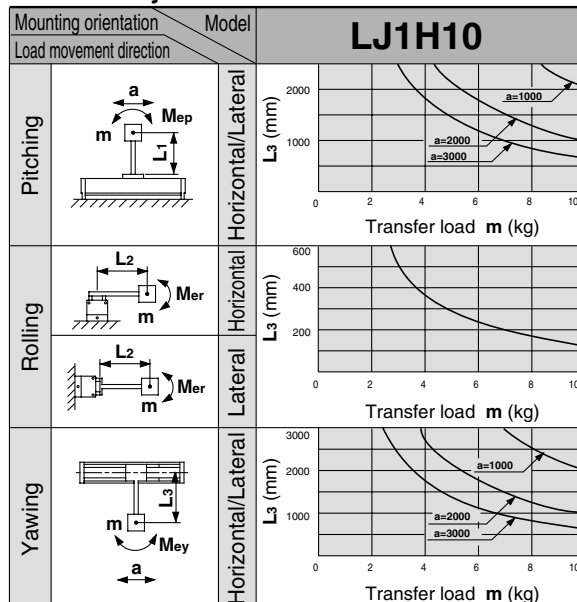 Mounting orientation Model
Load movement direction
LJ1H10
Pitching
a
Mep
m
L1
Horizontal/Lateral
L3 (mm)
2000
1000
a=1000
a=2000
a=3000
0 2 4 6 8 10
Transfer load m (kg)
Rolling
L2
Mer
m
Horizontal
L2
Mer
m
Lateral
L3 (mm)
600
400
200
0 2 4 6 8 10
Transfer load m (kg)
Yawing
L3
m
Mey
a
Horizontal/Lateral
L3 (mm)
3000
2000
1000
a=1000
a=2000
a=3000
0 2 4 6 8 10
Transfer load m (kg)